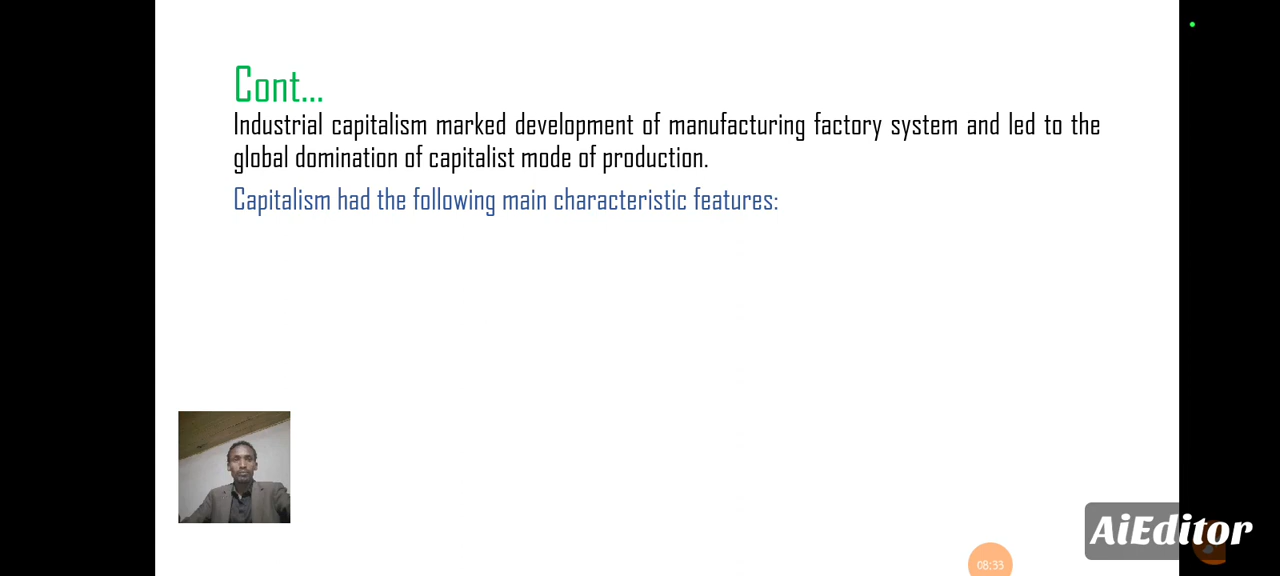 Cont...
Industrial capitalism marked development of manufacturing factory system and led to the
global domination of capitalist mode of production.
Capitalism had the following main characteristic features:
AiEditor
08:33